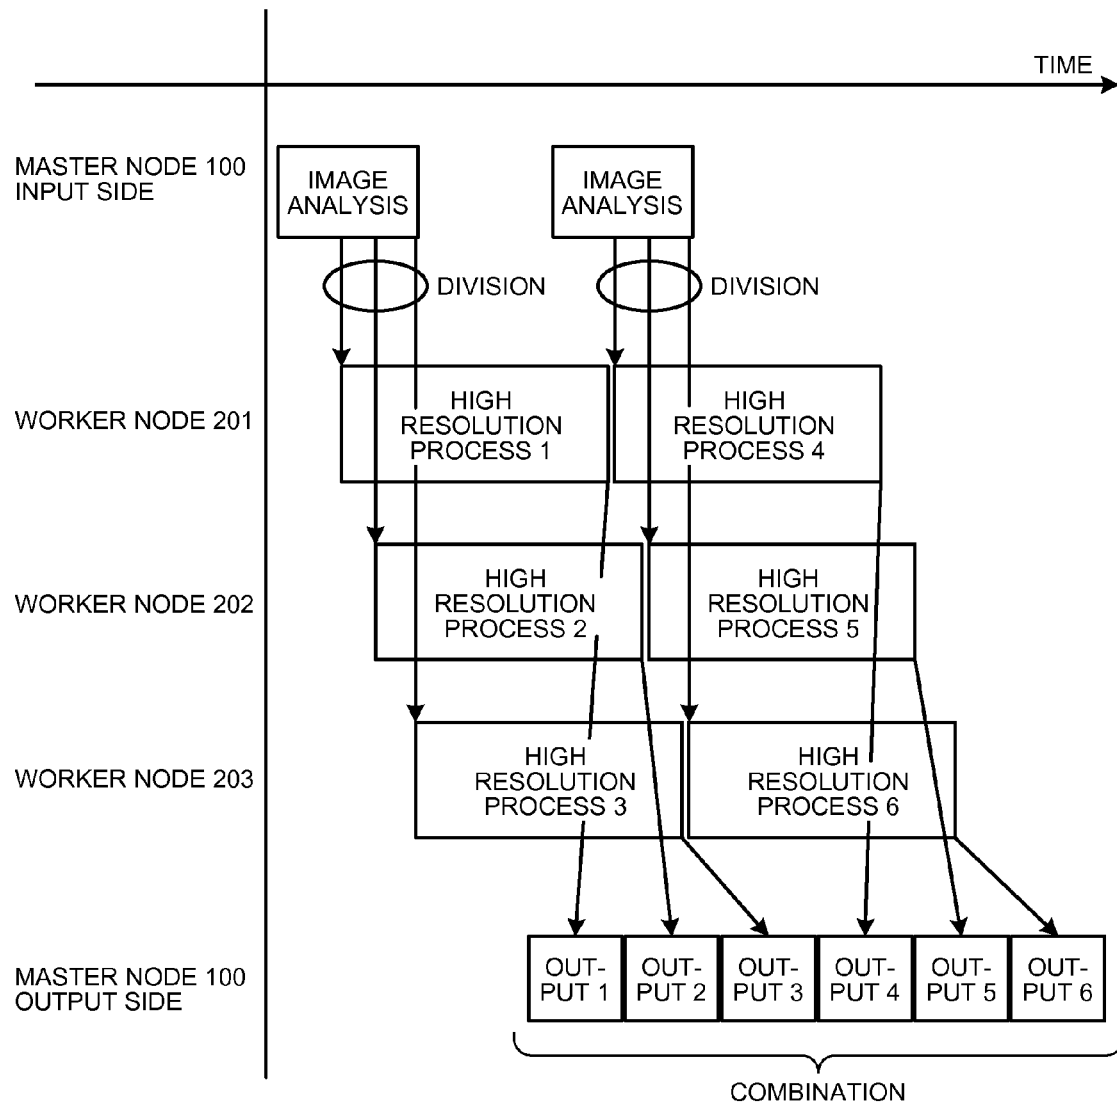 TIME
MASTER NODE 100
INPUT SIDE
IMAGE
ANALYSIS
IMAGE
ANALYSIS
DIVISION
DIVISION
WORKER NODE 201
HIGH
RESOLUTION
PROCESS 1
HIGH
RESOLUTION
PROCESS 4
WORKER NODE 202
HIGH
RESOLUTION
PROCESS 2
HIGH
RESOLUTION
PROCESS 5
WORKER NODE 203
HIGH
RESOLUTION
PROCESS 3
HIGH
RESOLUTION
PROCESS 6
MASTER NODE 100
OUTPUT SIDE
OUT-
PUT 1
OUT-
PUT 2
OUT-
PUT 3
OUT-
PUT 4
OUT-
PUT 5
OUT-
PUT 6
COMBINATION